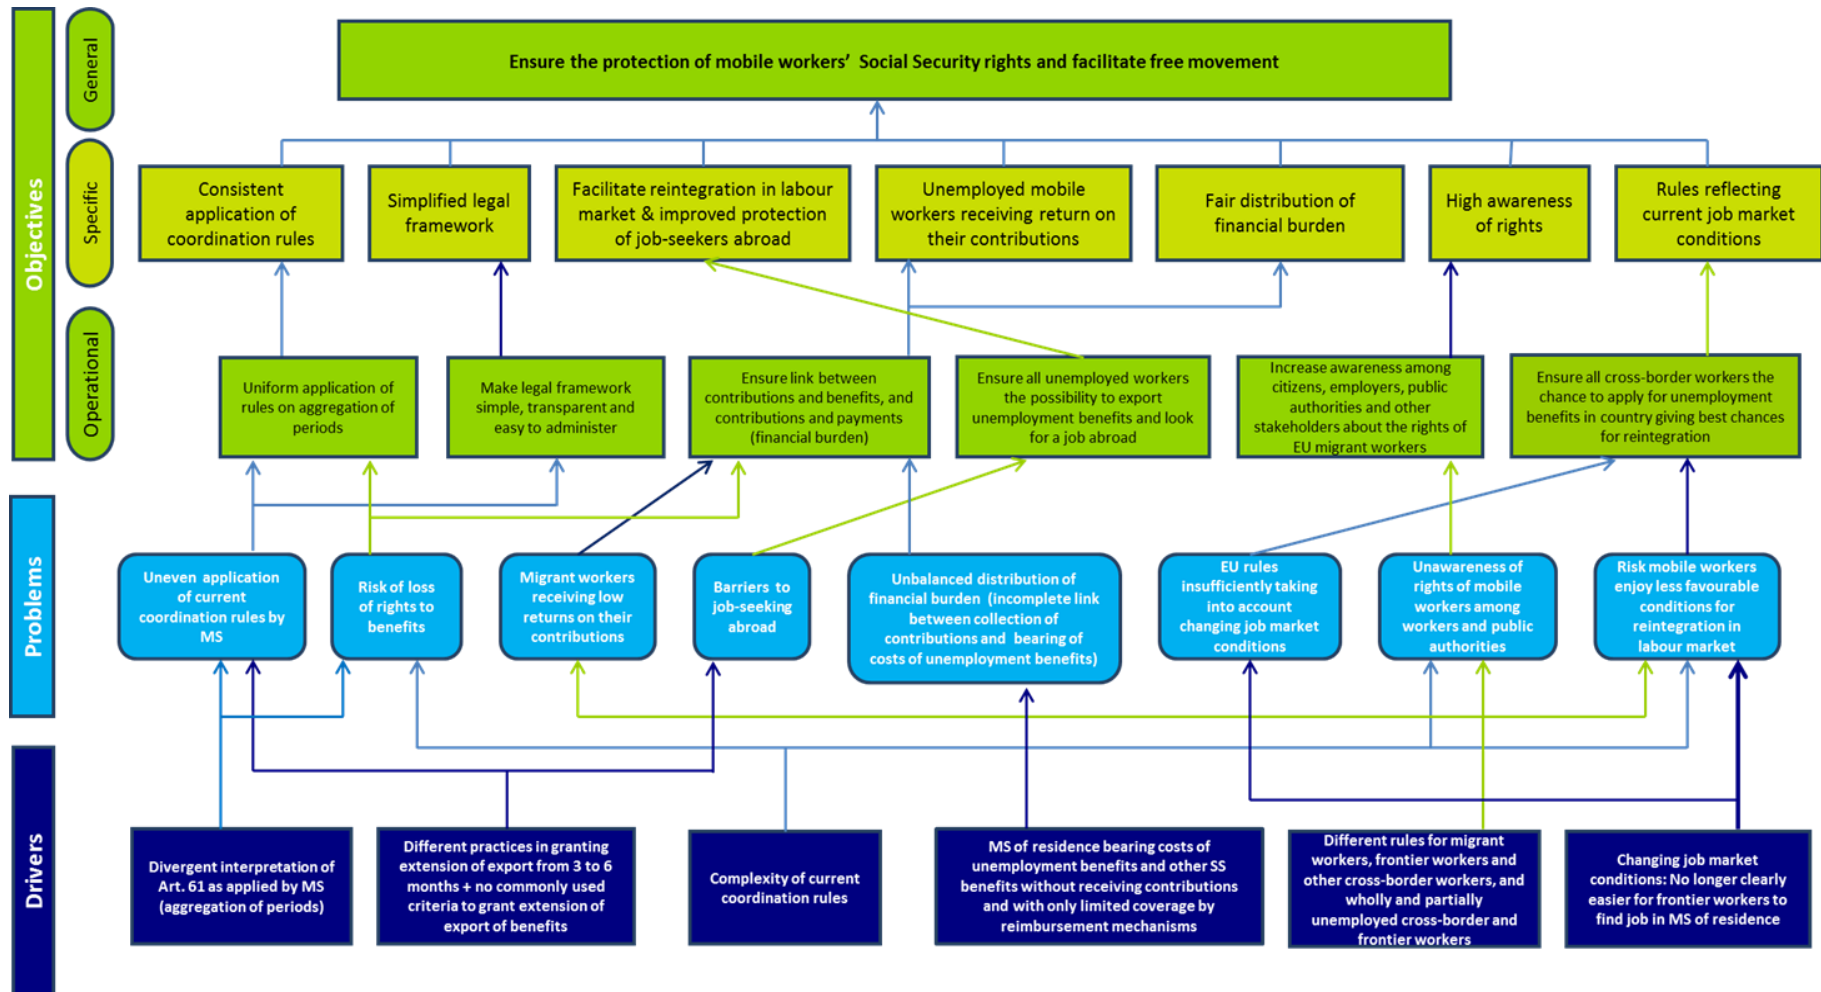 Objectives
General
Ensure the protection of mobile workers’ Social Security rights and facilitate free movement
Specific
Consistent
application of
coordination rules
Simplified legal
framework
Facilitate reintegration in labour
market & improved protection
of job-seekers abroad
Unemployed mobile
workers receiving return on
their contributions
Fair distribution of
financial burden
High awareness
of rights
Rules reflecting
current job market
conditions
Operational
Uniform application of
rules on aggregation of
periods
Make legal framework
simple, transparent and
easy to administer
Ensure link between
contributions and benefits, and
contributions and payments
(financial burden)
Ensure all unemployed workers
the possibility to export
unemployment benefits and look
for a job abroad
Increase awareness among
citizens, employers, public
authorities and other
stakeholders about the rights of
EU migrant workers
Ensure all cross-border workers the
chance to apply for unemployment
benefits in country giving best chances
for reintegration
Problems
Uneven application
of current
coordination rules by
MS
Risk of loss
of rights to
benefits
Migrant workers
receiving low
returns on their
contributions
Barriers to
job-seeking
abroad
Unbalanced distribution of
financial burden (incomplete link
between collection of
contributions and bearing of
costs of unemployment benefits)
EU rules
insufficiently taking
into account
changing job market
conditions
Unawareness of
rights of mobile
workers among
workers and public
authorities
Risk mobile workers
enjoy less favourable
conditions for
reintegration in
labour market
Drivers
Divergent interpretation of
Art. 61 as applied by MS
(aggregation of periods)
Different practices in granting
extension of export from 3 to 6
months + no commonly used
criteria to grant extension of
export of benefits
Complexity of current
coordination rules
MS of residence bearing costs of
unemployment benefits and other SS
benefits without receiving contributions
and with only limited coverage by
reimbursement mechanisms
Different rules for migrant
workers, frontier workers and
other cross-border workers, and
wholly and partially
unemployed cross-border and
frontier workers
Changing job market
conditions: No longer clearly
easier for frontier workers to
find job in MS of residence